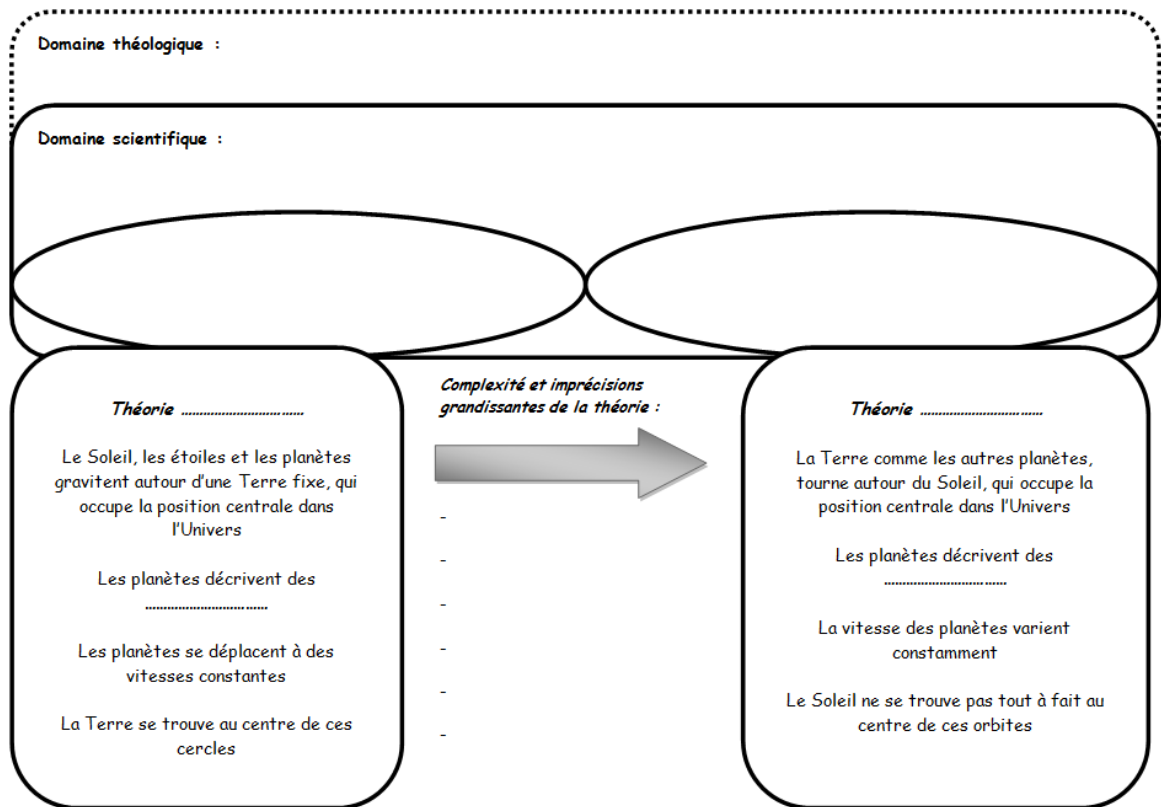 Domaine théologique :
Domaine scientifique :
Théorie ……………………………
Le Soleil, les étoiles et les planètes
gravitent autour d'une Terre fixe, qui
occupe la position centrale dans
l'Univers
Les planètes décrivent des
……………………………
Les planètes se déplacent à des
vitesses constantes
La Terre se trouve au centre de ces
cercles
Complexité et imprécisions
grandissantes de la théorie :
-
-
-
-
-
-
Théorie ……………………………
La Terre comme les autres planètes,
tourne autour du Soleil, qui occupe la
position centrale dans l'Univers
Les planètes décrivent des
……………………………
La vitesse des planètes varient
constamment
Le Soleil ne se trouve pas tout à fait au
centre de ces orbites